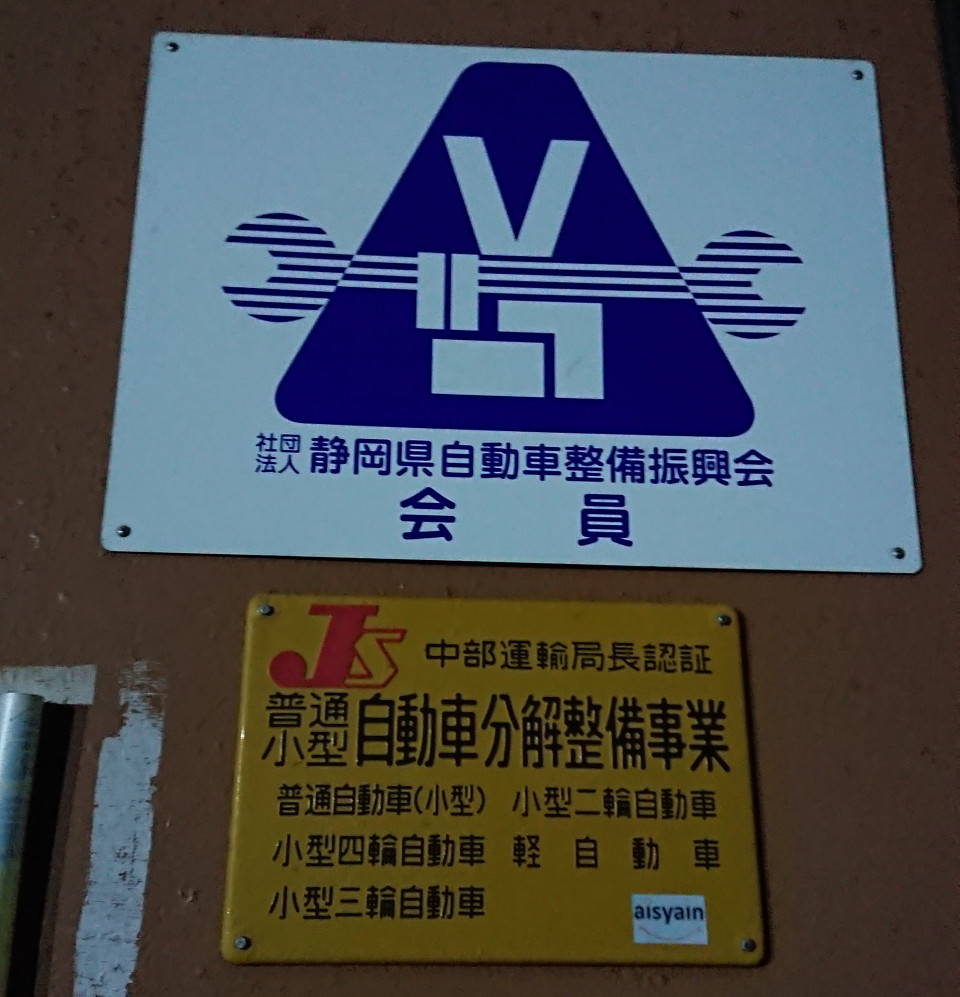 社団法人 静岡県自動車整備振興会
会員
JS 中部運輸局長認証
普通小型 自動車分解整備事業
普通自動車(小型) 小型二輪自動車
小型四輪自動車 軽自動車
小型三輪自動車
aisyain